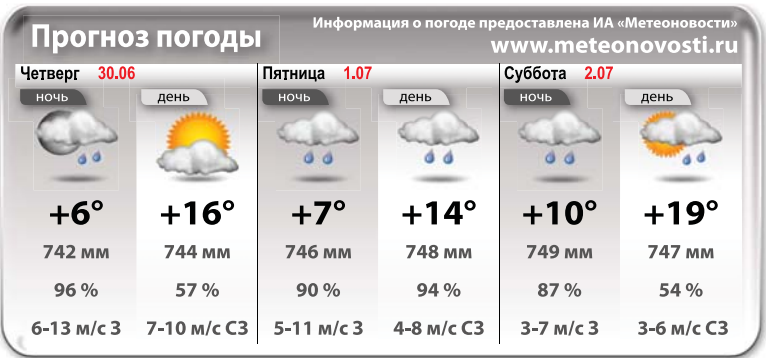 Прогноз погоды
Информация о погоде предоставлена ИА «Метеоновости»
www.meteonovosti.ru
Четверг 30.06 Пятница 1.07 Суббота 2.07
ночь день ночь день ночь день
+6° +16° +7° +14° +10° +19°
742 мм 744 мм 746 мм 748 мм 749 мм 747 мм
96 % 57 % 90 % 94 % 87 % 54 %
6-13 м/с З 7-10 м/с СЗ 5-11 м/с З 4-8 м/с СЗ 3-7 м/с З 3-6 м/с СЗ